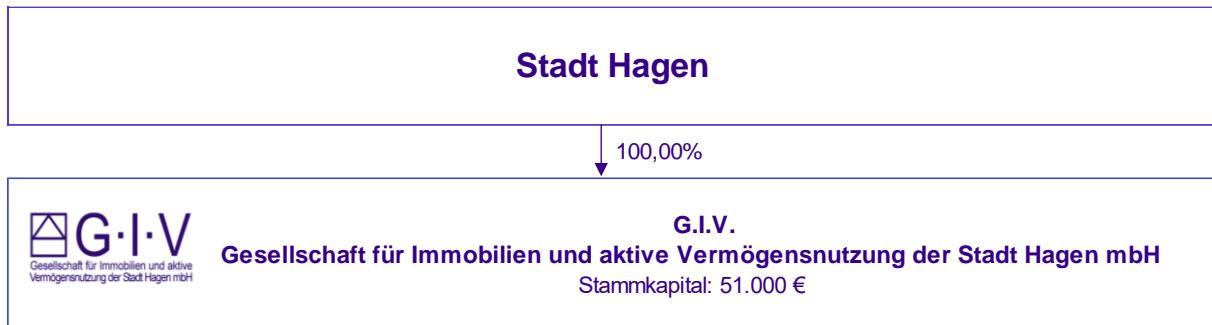 Stadt Hagen
100,00%
G·I·V
Gesellschaft für Immobilien und aktive
Vermögensnutzung der Stadt Hagen mbH
G.I.V.
Gesellschaft für Immobilien und aktive Vermögensnutzung der Stadt Hagen mbH
Stammkapital: 51.000 €